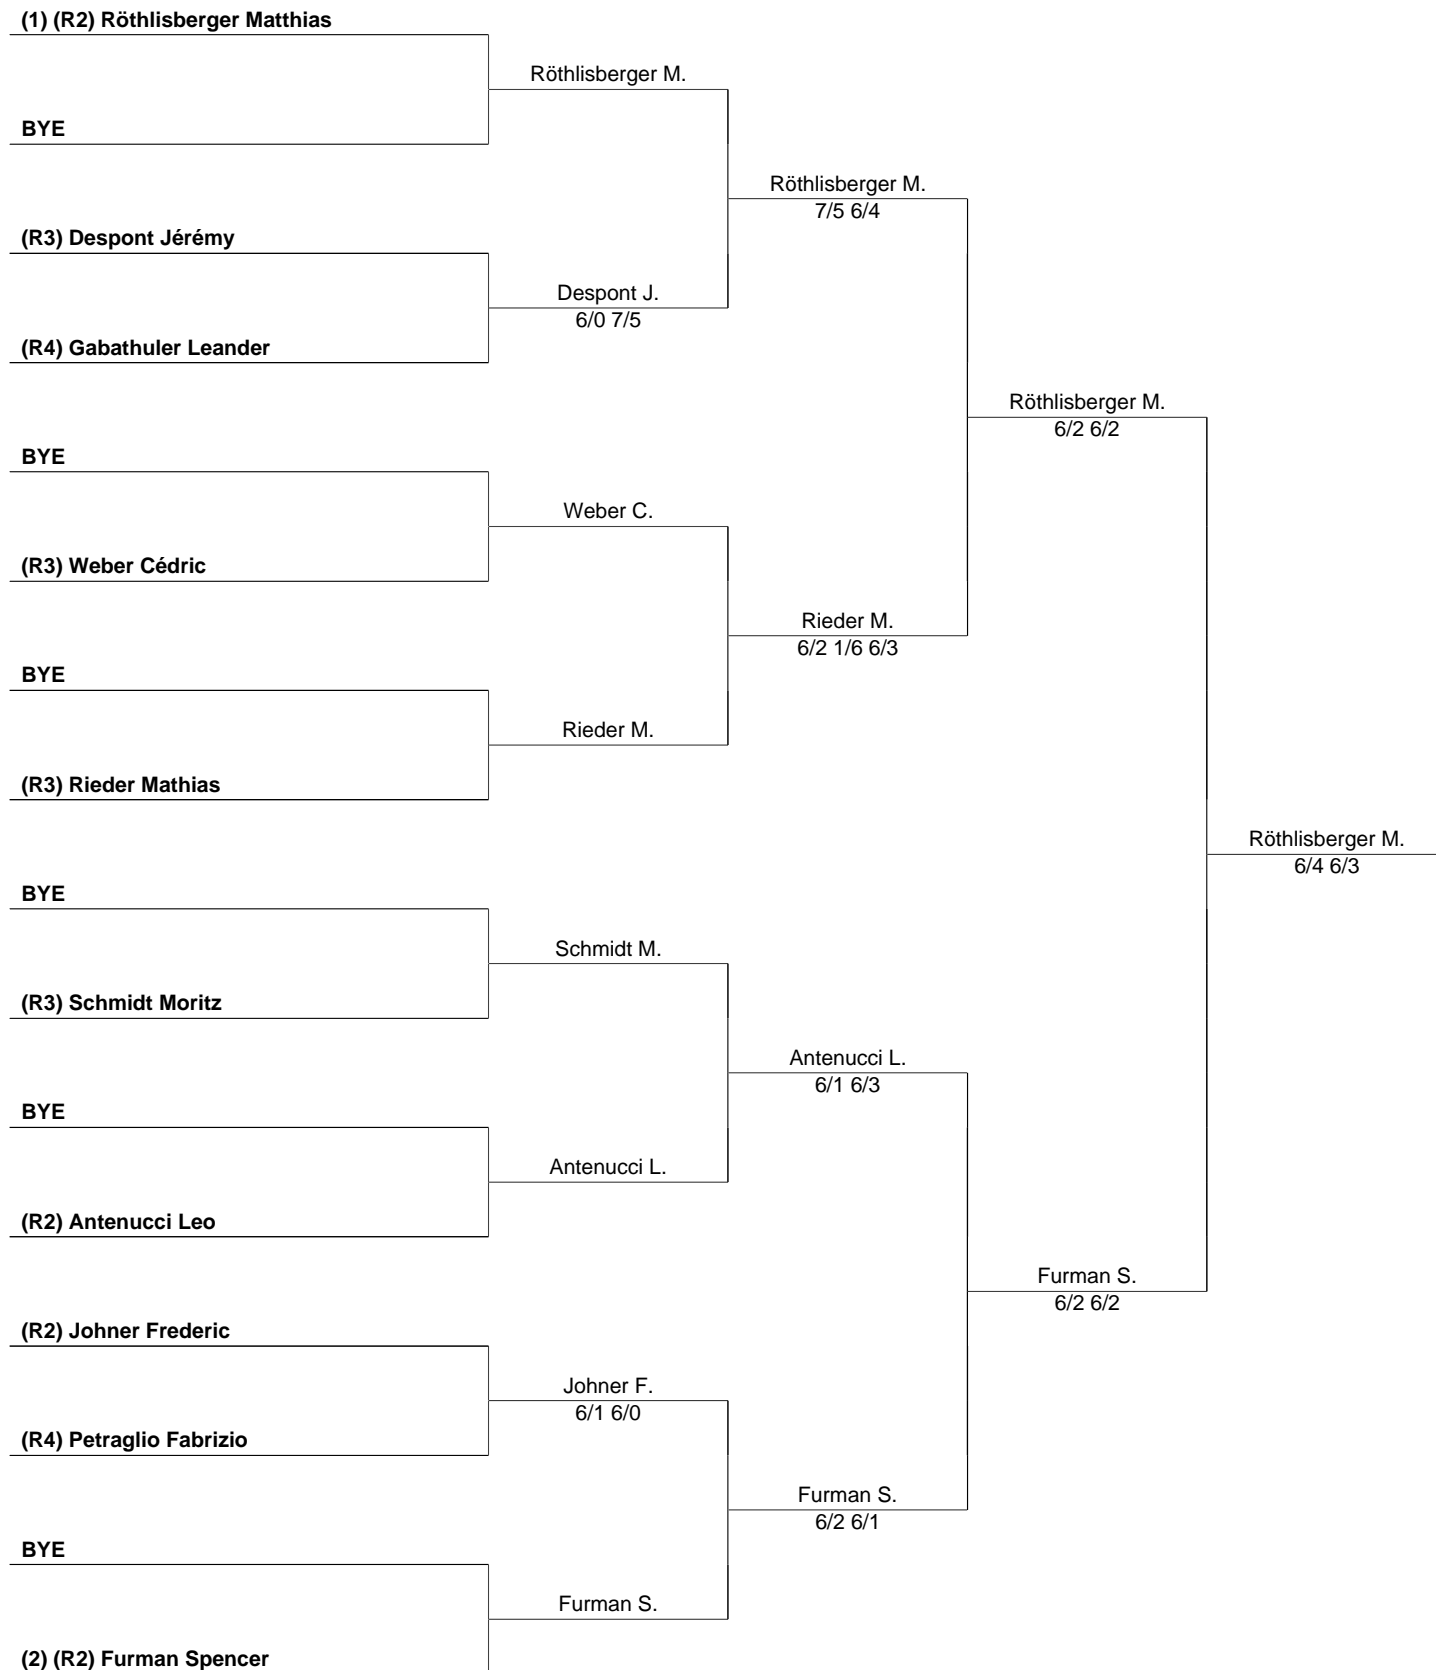 (1) (R2) Röthlisberger Matthias
Röthlisberger M.
BYE
Röthlisberger M.
7/5 6/4
(R3) Despont Jérémy
Despont J.
6/0 7/5
(R4) Gabathuler Leander
Röthlisberger M.
6/2 6/2
BYE
Weber C.
(R3) Weber Cédric
Rieder M.
6/2 1/6 6/3
BYE
Rieder M.
(R3) Rieder Mathias
Röthlisberger M.
6/4 6/3
BYE
Schmidt M.
(R3) Schmidt Moritz
Antenucci L.
6/1 6/3
BYE
Antenucci L.
(R2) Antenucci Leo
Furman S.
6/2 6/2
(R2) Johner Frederic
Johner F.
6/1 6/0
(R4) Petraglio Fabrizio
Furman S.
6/2 6/1
BYE
Furman S.
(2) (R2) Furman Spencer